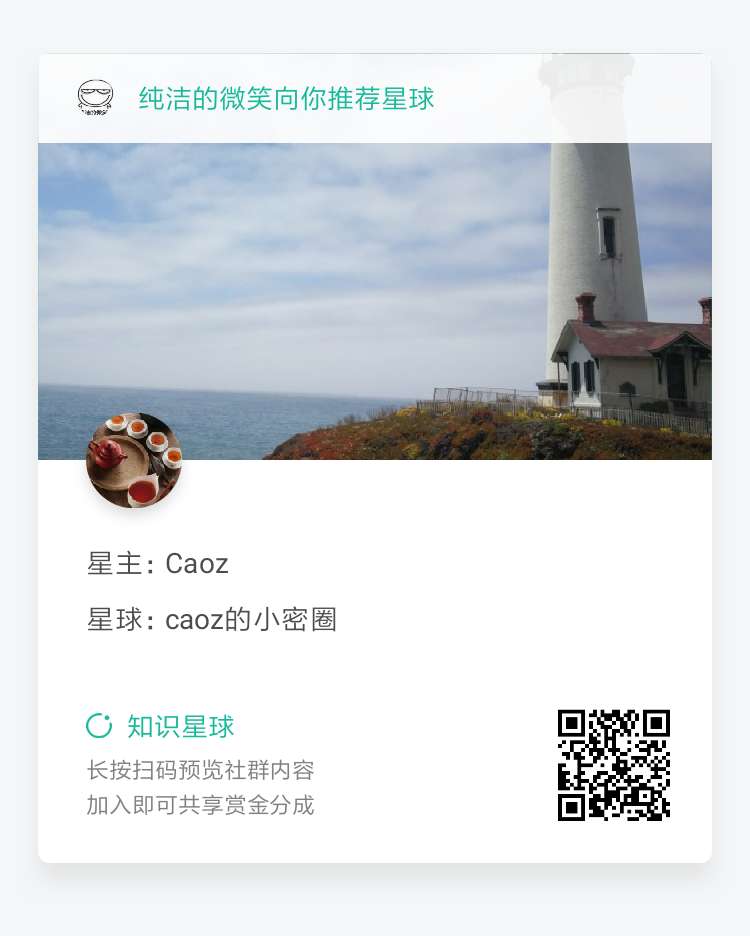 纯洁的微笑向你推荐星球
星主: Caoz
星球: caoz的小密圈
知识星球
长按扫码预览社群内容
加入即可共享赏金分成